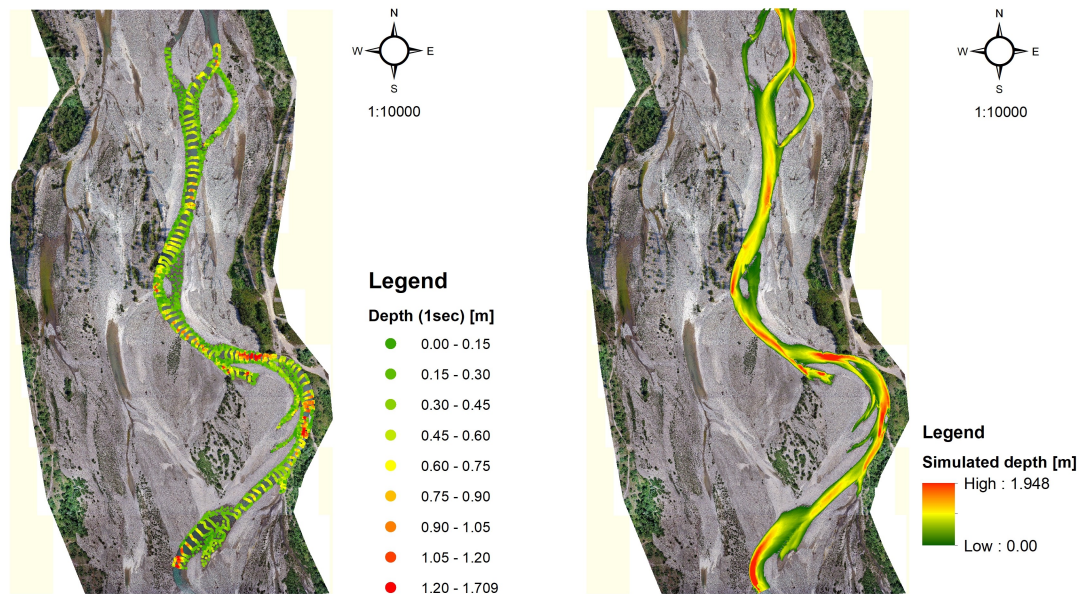 N
W E
S
1:10000
Legend
Depth (1sec) [m]
0.00 - 0.15
0.15 - 0.30
0.30 - 0.45
0.45 - 0.60
0.60 - 0.75
0.75 - 0.90
0.90 - 1.05
1.05 - 1.20
1.20 - 1.709
N
W E
S
1:10000
Legend
Simulated depth [m]
High : 1.948
Low : 0.00